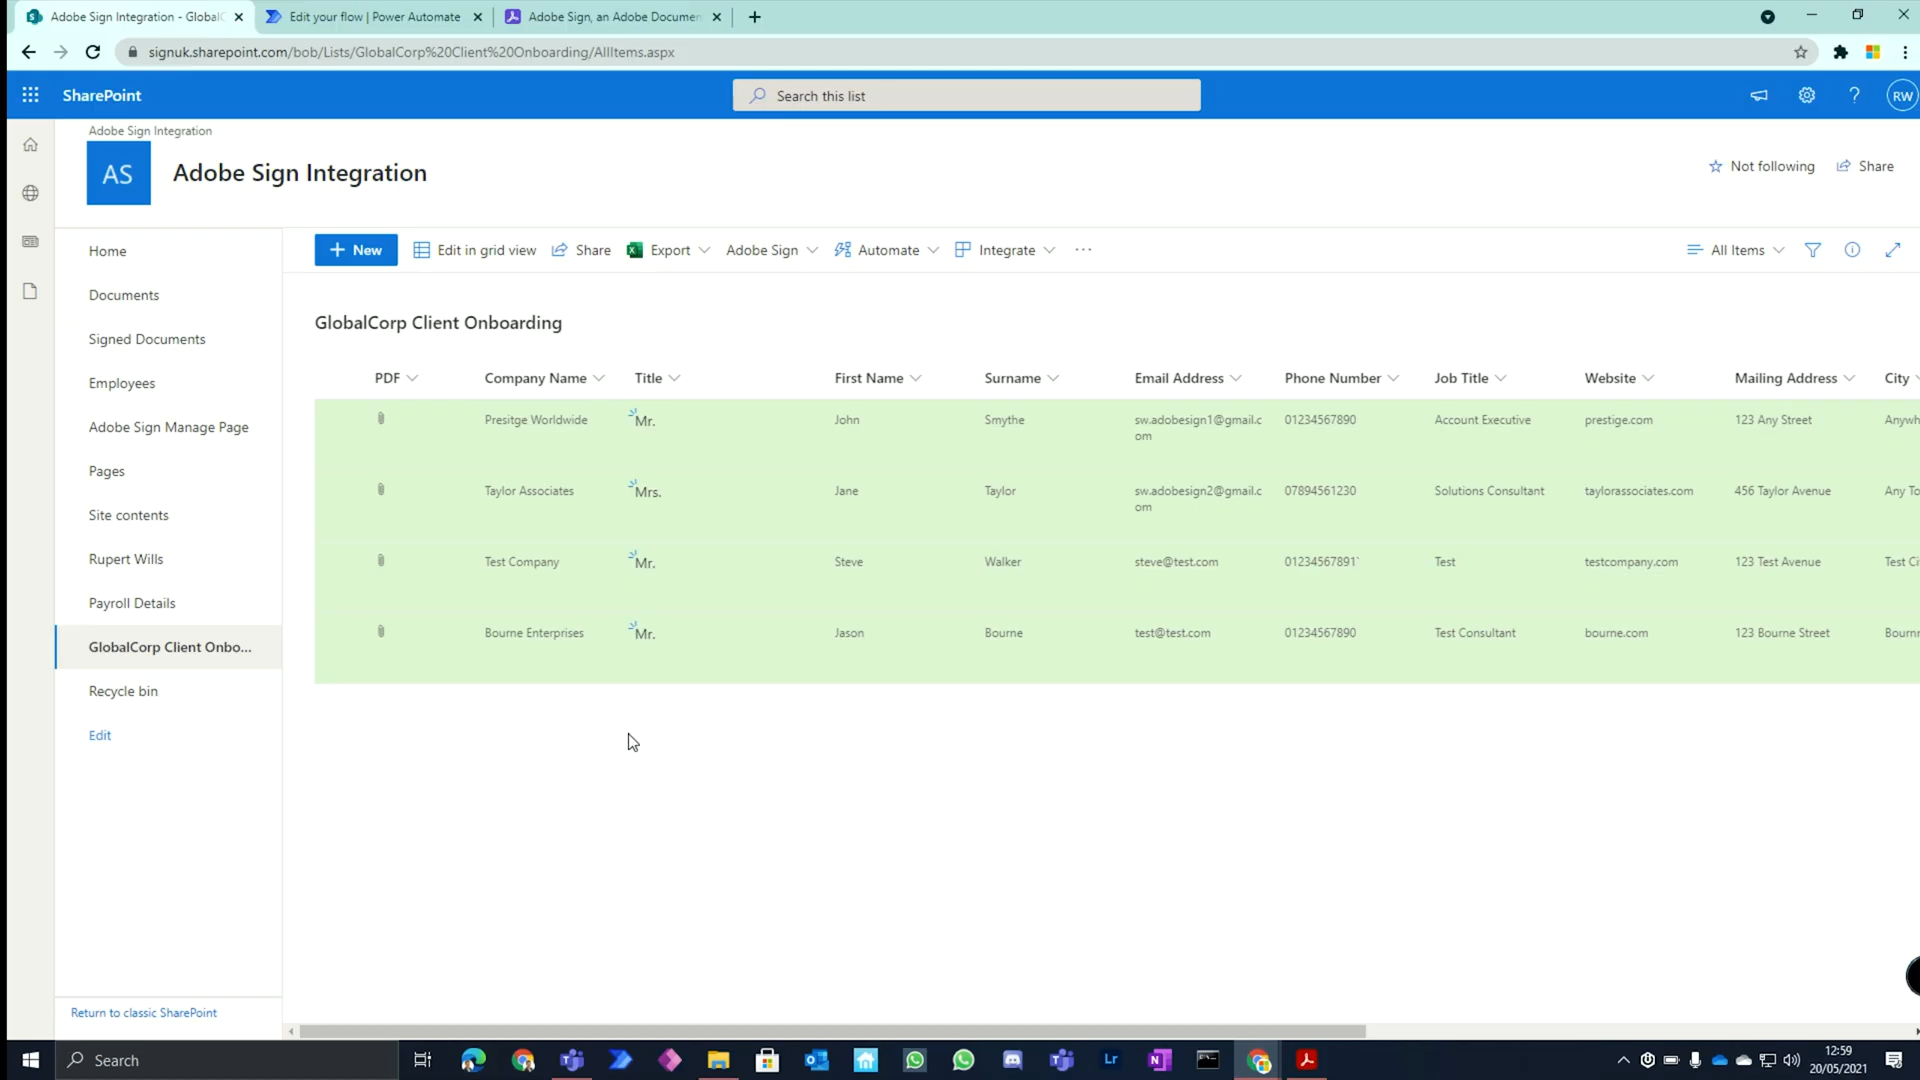 Adobe Sign Integration - GlobalC
Edit your flow | Power Automate
Adobe Sign, an Adobe Documen
signuk.sharepoint.com/bob/Lists/GlobalCorp%20Client%20Onboarding/AllItems.aspx
SharePoint
Search this list
RW
Adobe Sign Integration
AS
Adobe Sign Integration
Not following
Share
Home
Documents
Signed Documents
Employees
Adobe Sign Manage Page
Pages
Site contents
Rupert Wills
Payroll Details
GlobalCorp Client Onbo...
Recycle bin
Edit
Return to classic SharePoint
New
Edit in grid view
Share
Export
Adobe Sign
Automate
Integrate
...
All Items
GlobalCorp Client Onboarding
PDF Company Name Title First Name Surname Email Address Phone Number Job Title Website Mailing Address City
Presitge Worldwide Mr. John Smythe sw.adobesign1@gmail.c 01234567890 Account Executive prestige.com 123 Any Street Anywh
om
Taylor Associates Mrs. Jane Taylor sw.adobesign2@gmail.c 07894561230 Solutions Consultant taylorassociates.com 456 Taylor Avenue Any To
om
Test Company Mr. Steve Walker steve@test.com 01234567891` Test testcompany.com 123 Test Avenue Test Ci
Bourne Enterprises Mr. Jason Bourne test@test.com 01234567890 Test Consultant bourne.com 123 Bourne Street Bourn
Search
Lr
12:59
20/05/2021